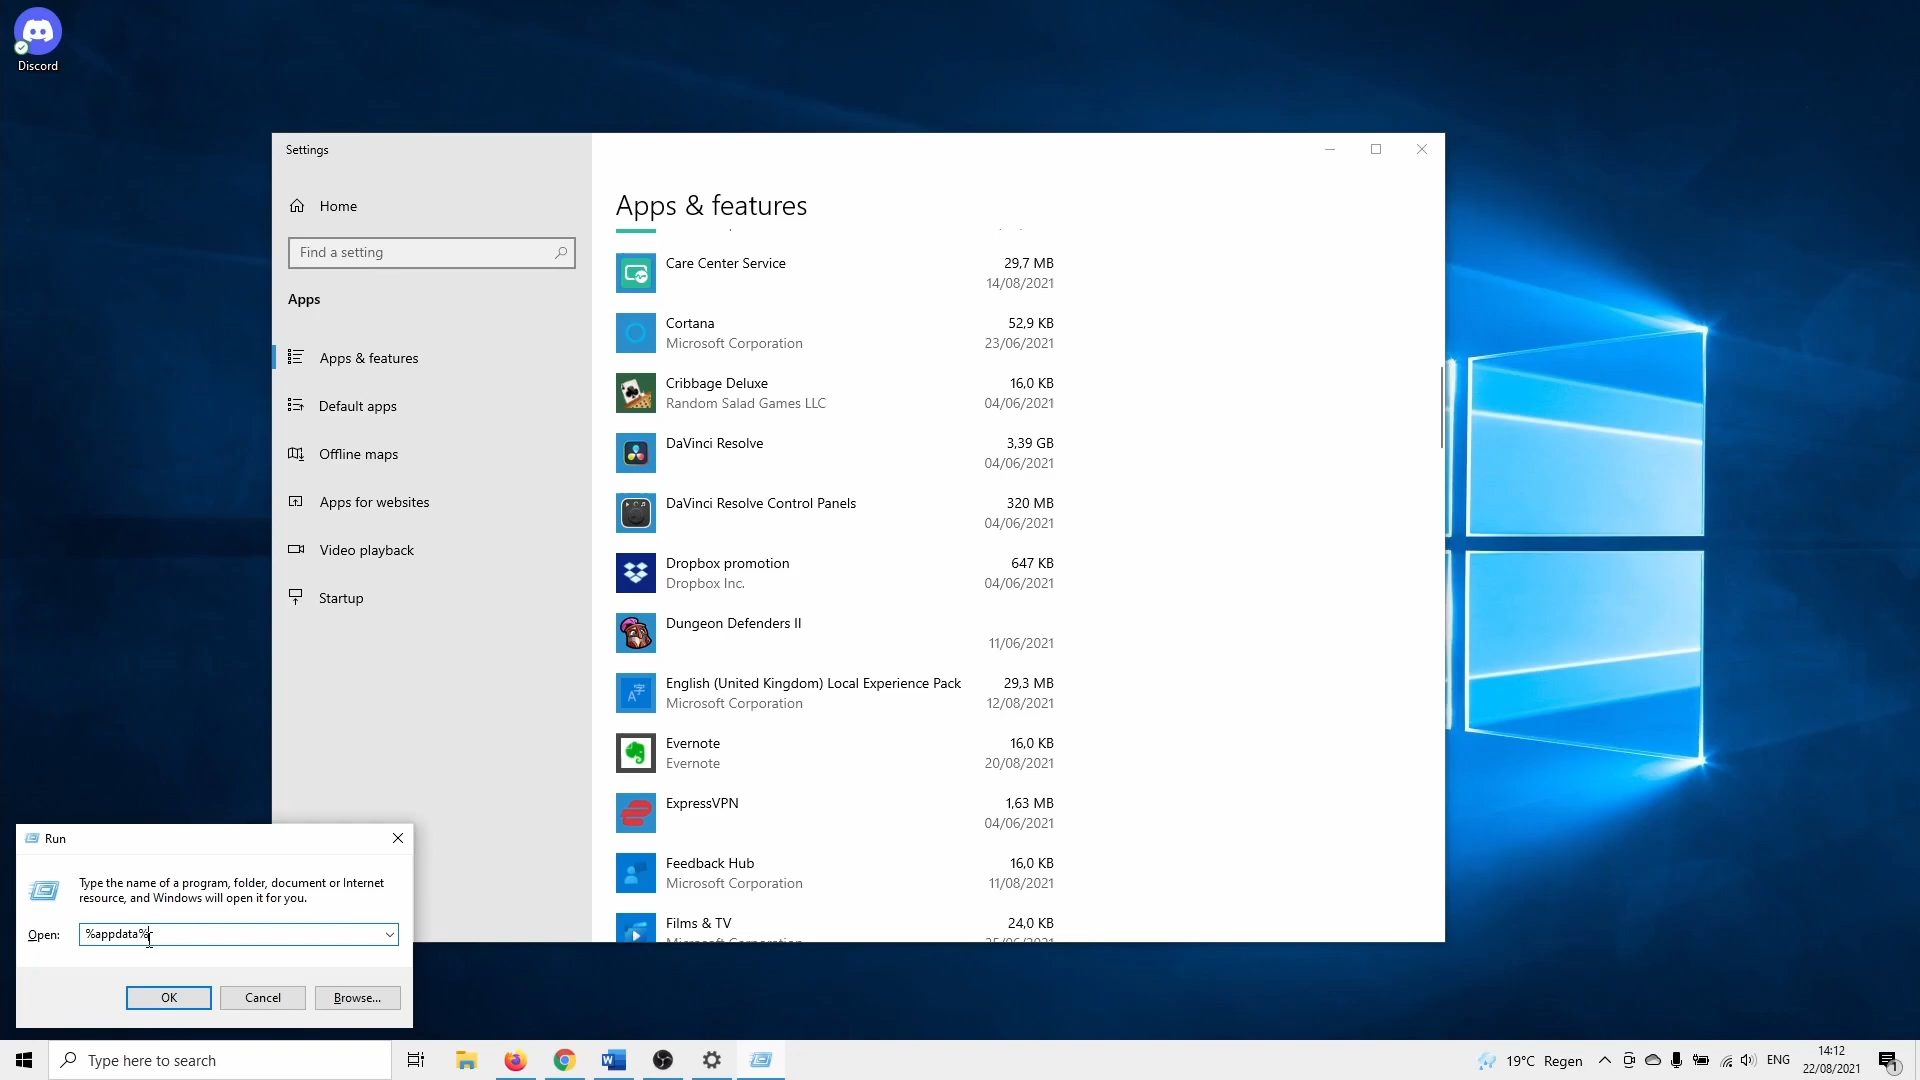 Discord
Settings
Home
Find a setting
Apps
Apps & features
Default apps
Offline maps
Apps for websites
Video playback
Startup
Apps & features
Care Center Service
29,7 MB
14/08/2021
Cortana
52,9 KB
Microsoft Corporation
23/06/2021
Cribbage Deluxe
16,0 KB
Random Salad Games LLC
04/06/2021
DaVinci Resolve
3,39 GB
04/06/2021
DaVinci Resolve Control Panels
320 MB
04/06/2021
Dropbox promotion
647 KB
Dropbox Inc.
04/06/2021
Dungeon Defenders II
11/06/2021
English (United Kingdom) Local Experience Pack
29,3 MB
Microsoft Corporation
12/08/2021
Evernote
16,0 KB
Evernote
20/08/2021
ExpressVPN
1,63 MB
04/06/2021
Feedback Hub
16,0 KB
Microsoft Corporation
11/08/2021
Films & TV
24,0 KB
Microsoft Corporation
25/06/2021
Run
Type the name of a program, folder, document or Internet
resource, and Windows will open it for you.
Open:
%appdata%
OK
Cancel
Browse...
Type here to search
19°C Regen
ENG
14:12
22/08/2021
1